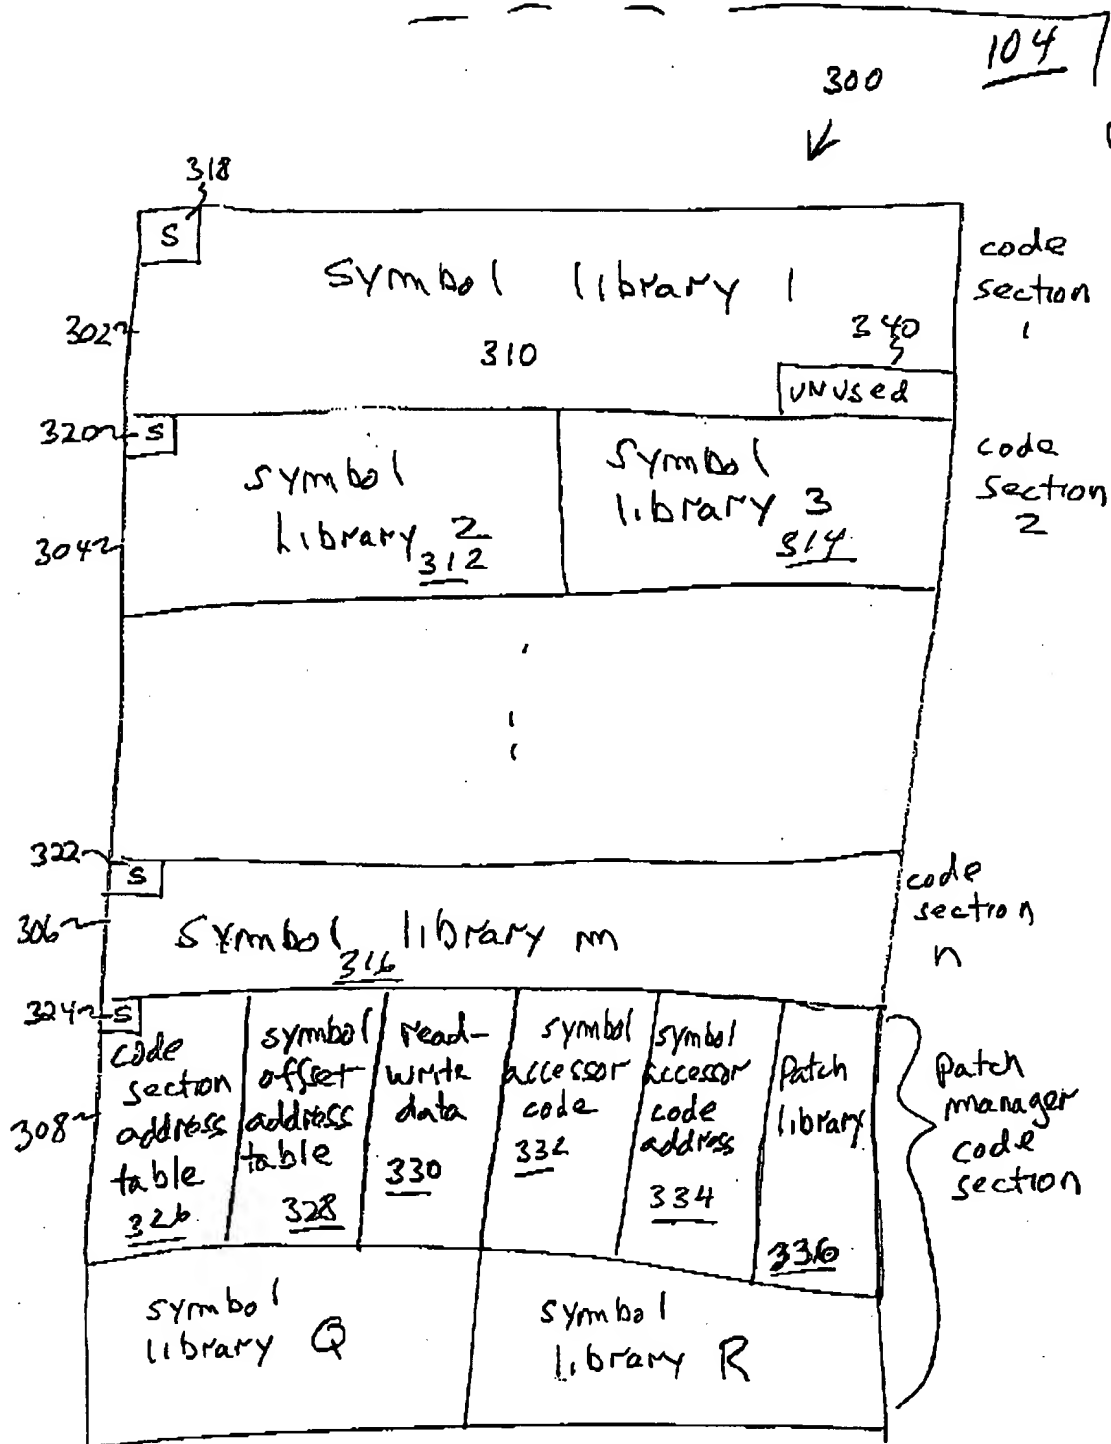 104
300
318
S
symbol library 1
code
section
1
302
310
340
UNUSED
320
S
symbol
library 2
312
symbol
library 3
314
code
section
2
304
322
S
306
symbol library m
316
code
section
n
324
S
code
section
address
table
326
symbol
offset
address
table
328
read-
write
data
330
symbol
accessor
code
332
symbol
accessor
code
address
334
Patch
library
336
308
Patch
manager
code
section
symbol
library Q
symbol
library R